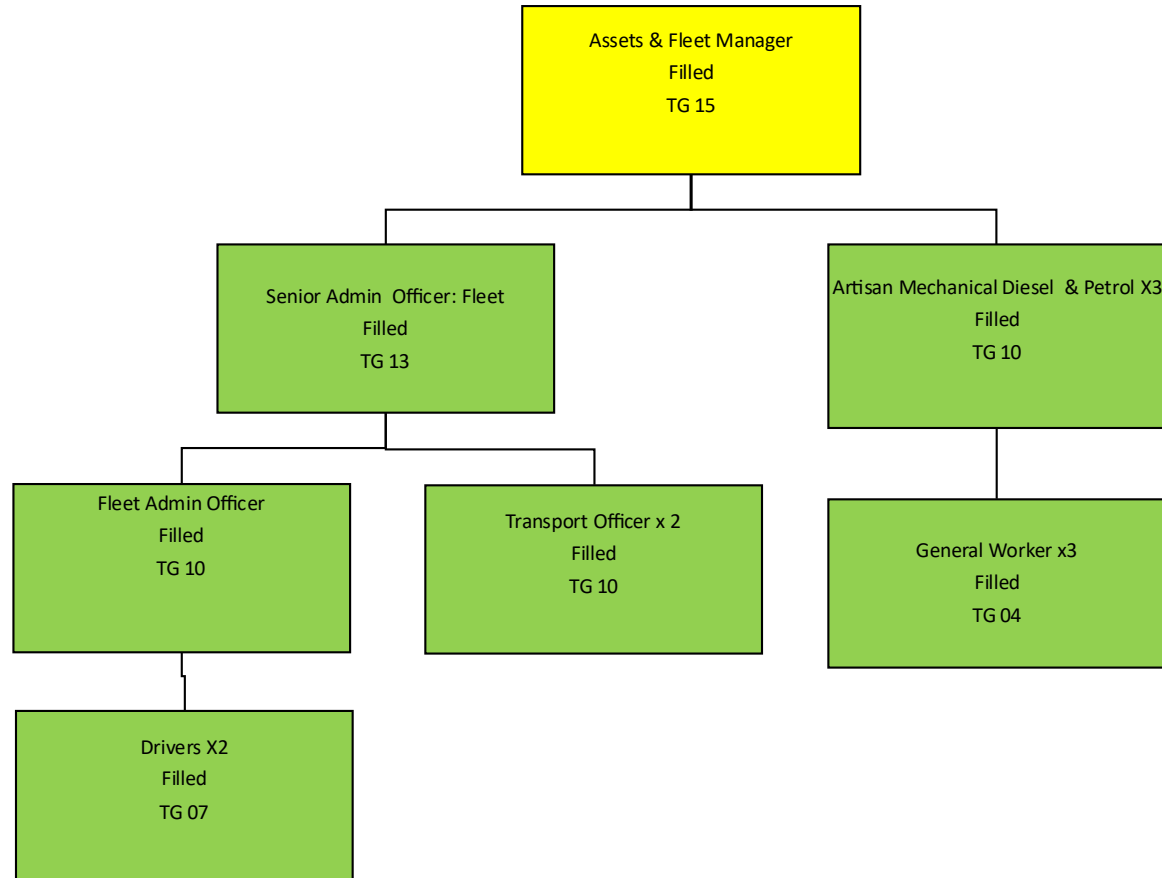 Assets & Fleet Manager
Filled
TG 15
Senior Admin  Officer: Fleet
Filled
TG 13
Artisan Mechanical Diesel  & Petrol X3
Filled
TG 10
Fleet Admin Officer
Filled
TG 10
Transport Officer x 2
Filled
TG 10
General Worker x3
Filled
TG 04
Drivers X2
Filled
TG 07